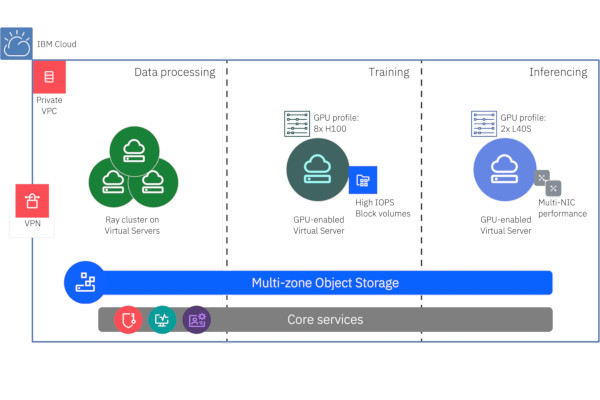 IBM Cloud
Data processing
Training
Inferencing
Private
VPC
GPU profile:
8x H100
GPU profile:
2x L40S
VPN
Ray cluster on
Virtual Servers
GPU-enabled
Virtual Server
High IOPS
Block volumes
GPU-enabled
Virtual Server
Multi-NIC
performance
Multi-zone Object Storage
Core services